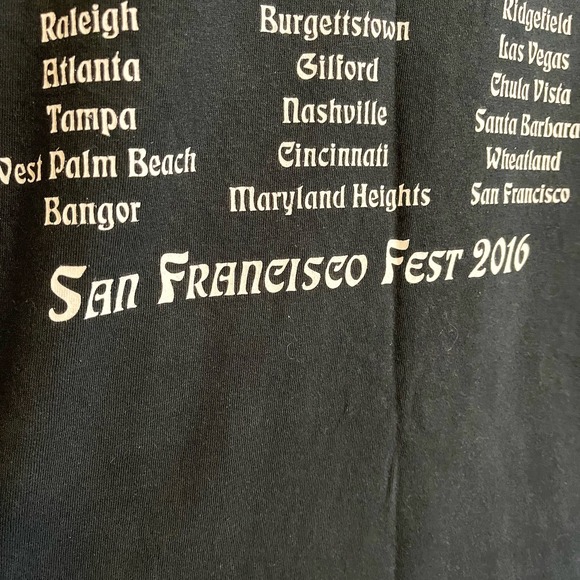 Raleigh
Atlanta
Tampa
West Palm Beach
Bangor
Burgettstown
Gilford
Nashville
Cincinnati
Maryland Heights
Ridgefield
Las Vegas
Chula Vista
Santa Barbara
Wheatland
San Francisco
San Francisco Fest 2016